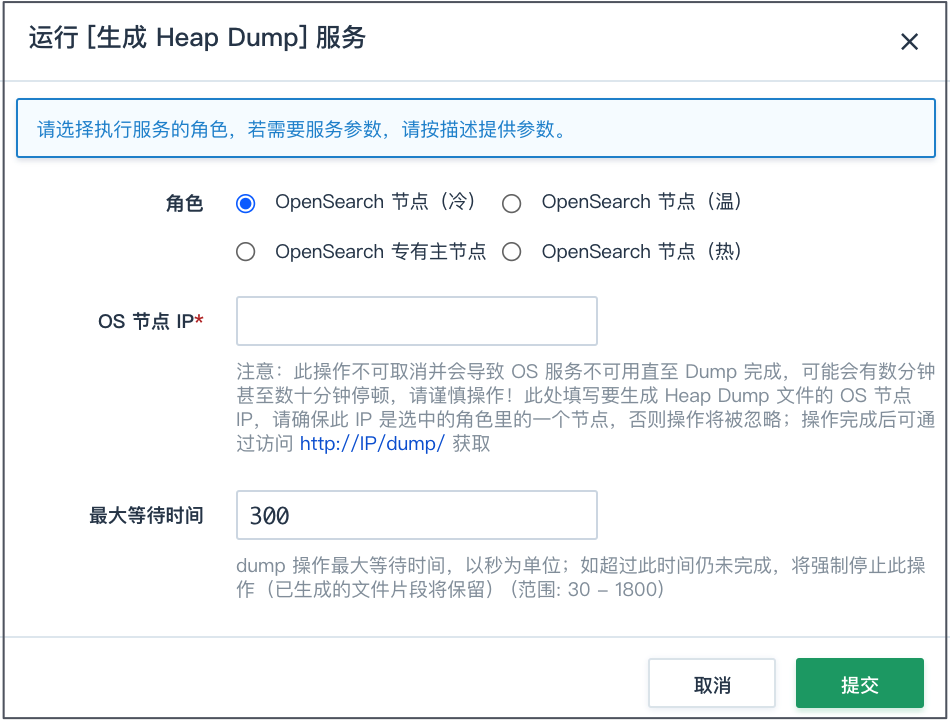 运行 [生成 Heap Dump] 服务
请选择执行服务的角色，若需要服务参数，请按描述提供参数。
角色
OpenSearch 节点（冷）
OpenSearch 节点（温）
OpenSearch 专有主节点
OpenSearch 节点（热）
OS 节点 IP*
注意：此操作不可取消并会导致 OS 服务不可用直至 Dump 完成，可能会有数分钟
甚至数十分钟停顿，请谨慎操作！此处填写要生成 Heap Dump 文件的 OS 节点
IP，请确保此 IP 是选中的角色里的一个节点，否则操作将被忽略；操作完成后可通
过访问 http://IP/dump/ 获取
最大等待时间
300
dump 操作最大等待时间，以秒为单位；如超过此时间仍未完成，将强制停止此操
作（已生成的文件片段将保留）（范围: 30 – 1800）
取消
提交